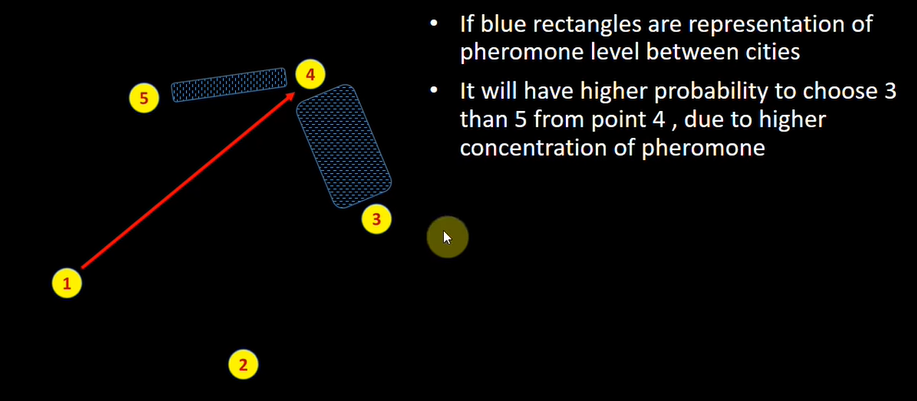 • If blue rectangles are representation of
pheromone level between cities
• It will have higher probability to choose 3
than 5 from point 4 , due to higher
concentration of pheromone
4
5
3
1
2